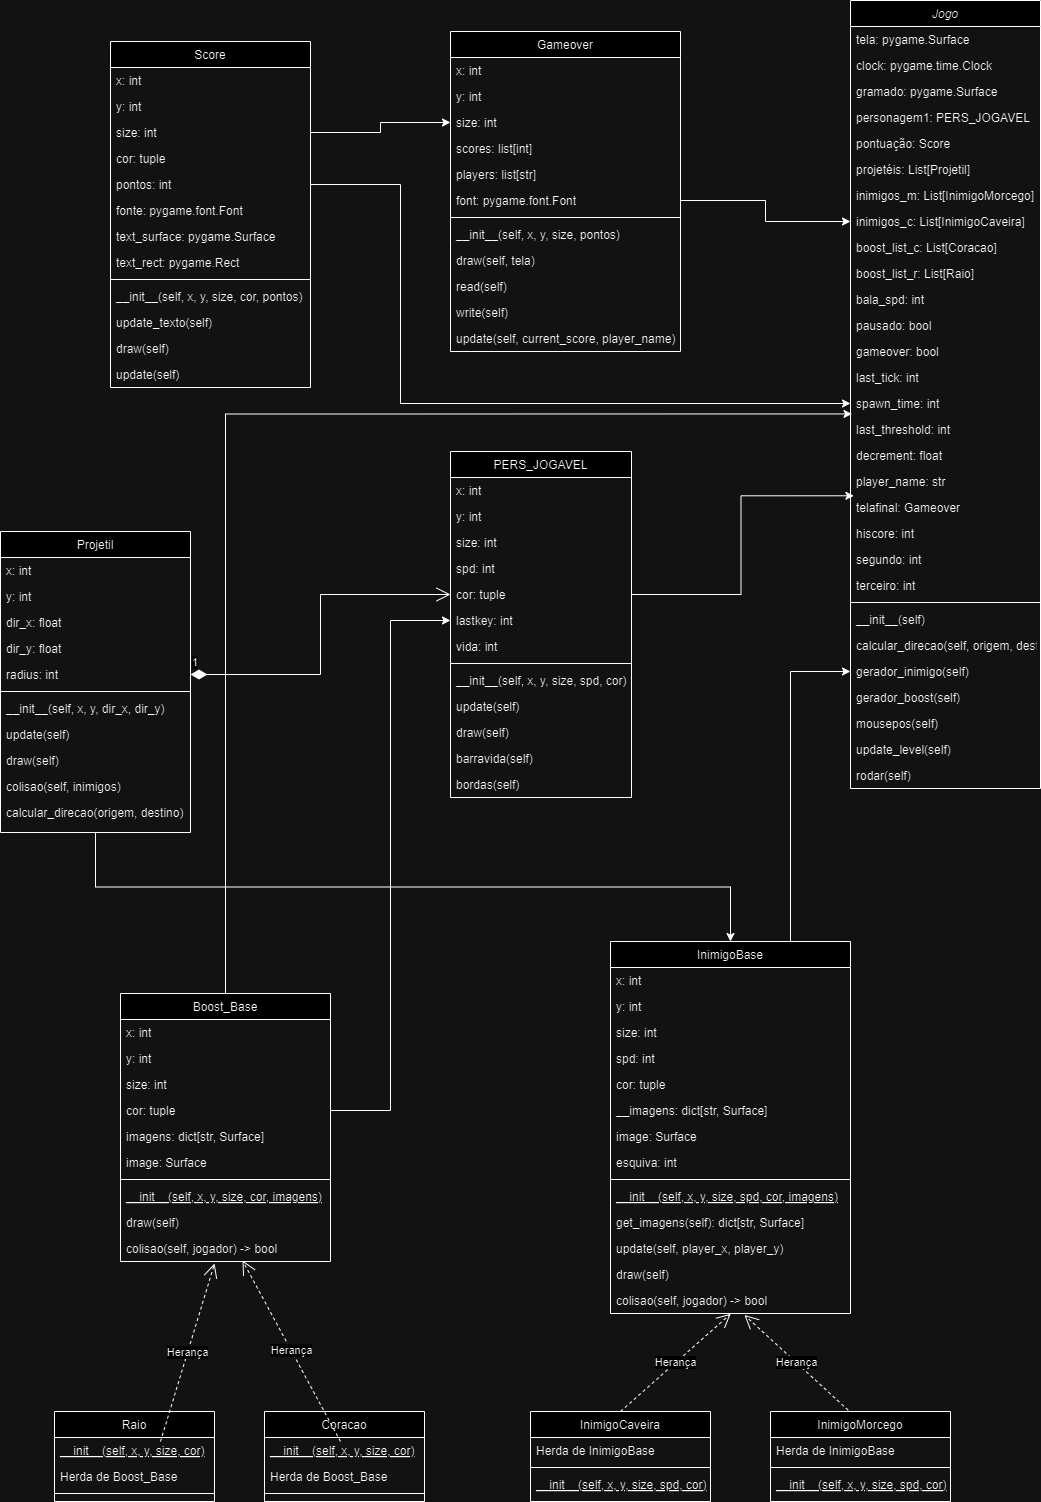 Score
x: int
y: int
size: int
cor: tuple
pontos: int
fonte: pygame.font.Font
text_surface: pygame.Surface
text_rect: pygame.Rect
__init__(self, x, y, size, cor, pontos)
update_texto(self)
draw(self)
update(self)
Gameover
x: int
y: int
size: int
scores: list[int]
players: list[str]
font: pygame.font.Font
__init__(self, x, y, size, pontos)
draw(self, tela)
read(self)
write(self)
update(self, current_score, player_name)
Jogo
tela: pygame.Surface
clock: pygame.time.Clock
gramado: pygame.Surface
personagem1: PERS_JOGAVEL
pontuação: Score
projetéis: List[Projetil]
inimigos_m: List[InimigoMorcego]
inimigos_c: List[InimigoCaveira]
boost_list_c: List[Coracao]
boost_list_r: List[Raio]
bala_spd: int
pausado: bool
gameover: bool
last_tick: int
spawn_time: int
last_threshold: int
decrement: float
player_name: str
telafinal: Gameover
hiscore: int
segundo: int
terceiro: int
__init__(self)
calcular_direcao(self, origem, dest
gerador_inimigo(self)
gerador_boost(self)
mousepos(self)
update_level(self)
rodar(self)
PERS_JOGAVEL
x: int
y: int
size: int
spd: int
cor: tuple
lastkey: int
vida: int
__init__(self, x, y, size, spd, cor)
update(self)
draw(self)
barravida(self)
bordas(self)
Projetil
x: int
y: int
dir_x: float
dir_y: float
radius: int
__init__(self, x, y, dir_x, dir_y)
update(self)
draw(self)
colisao(self, inimigos)
calcular_direcao(origem, destino)
1
Boost_Base
x: int
y: int
size: int
cor: tuple
imagens: dict[str, Surface]
image: Surface
__init__(self, x, y, size, cor, imagens)
draw(self)
colisao(self, jogador) -> bool
InimigoBase
x: int
y: int
size: int
spd: int
cor: tuple
__imagens: dict[str, Surface]
image: Surface
esquiva: int
__init__(self, x, y, size, spd, cor, imagens)
get_imagens(self): dict[str, Surface]
update(self, player_x, player_y)
draw(self)
colisao(self, jogador) -> bool
Herança
Herança
Herança
Herança
Raio
__init__(self, x, y, size, cor)
Herda de Boost_Base
Coracao
__init__(self, x, y, size, cor)
Herda de Boost_Base
InimigoCaveira
Herda de InimigoBase
__init__(self, x, y, size, spd, cor)
InimigoMorcego
Herda de InimigoBase
__init__(self, x, y, size, spd, cor)